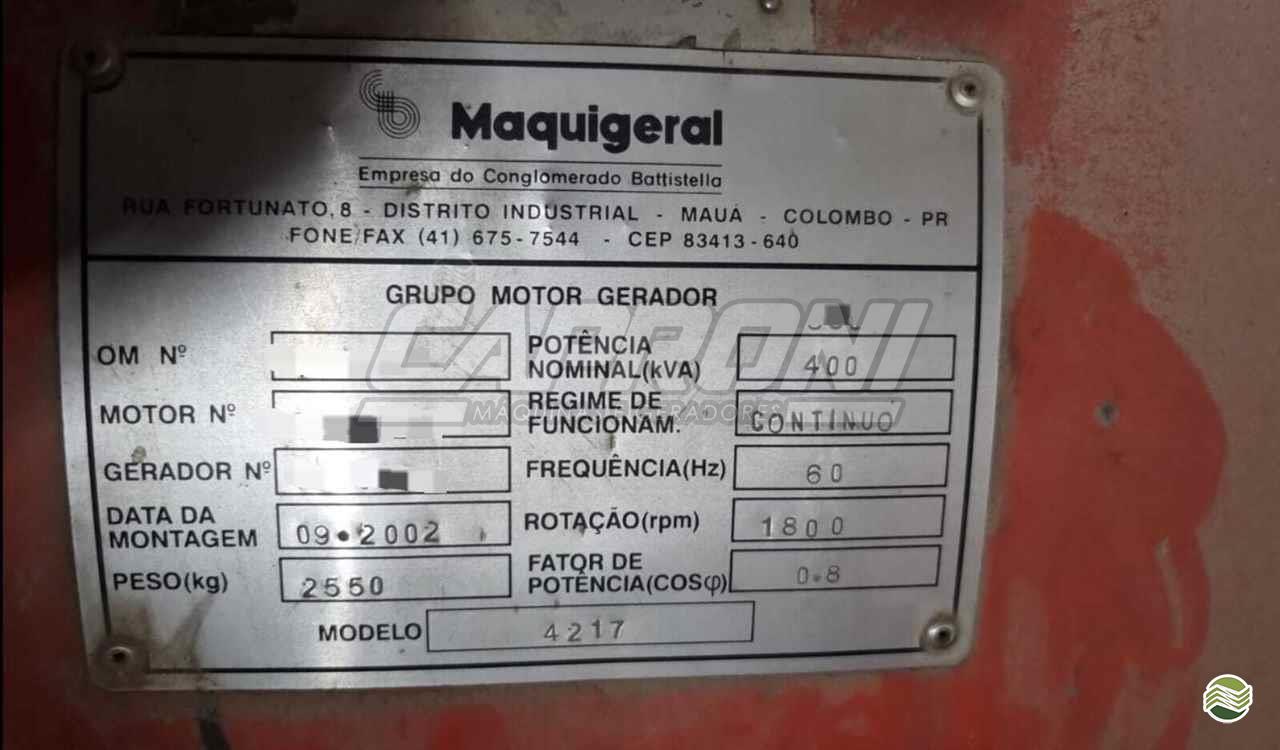 Maquigeral
Empresa do Conglomerado Battistella
RUA FORTUNATO, 8 - DISTRITO INDUSTRIAL - MAUÁ - COLOMBO - PR
FONE/FAX (41) 675-7544 - CEP 83413-640
GRUPO MOTOR GERADOR
CARRONI
MÁQUINAS E GERADORES
OM Nº
POTÊNCIA
NOMINAL(kVA) 400
MOTOR Nº
REGIME DE
FUNCIONAM. CONTINUO
GERADOR Nº
FREQUÊNCIA(Hz) 60
DATA DA
MONTAGEM 09.2002
ROTAÇÃO(rpm) 1800
PESO(kg) 2550
FATOR DE
POTÊNCIA(COSφ) 0.8
MODELO 4217